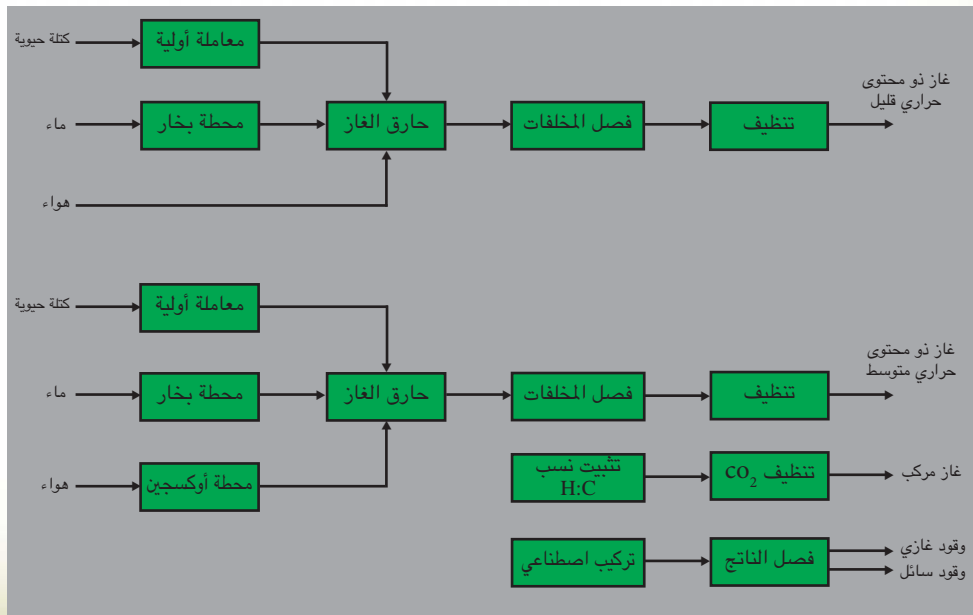 كتلة حيوية
معاملة أولية
غاز ذو محتوى
حراري قليل
ماء
محطة بخار
حارق الغاز
فصل المخلفات
تنظيف
هواء
كتلة حيوية
معاملة أولية
غاز ذو محتوى
حراري متوسط
ماء
محطة بخار
حارق الغاز
فصل المخلفات
تنظيف
هواء
محطة أوكسجين
تثبيت نسب
H:C
تنظيف CO₂
غاز مركب
تركيب اصطناعي
فصل الناتج
وقود غازي
وقود سائل